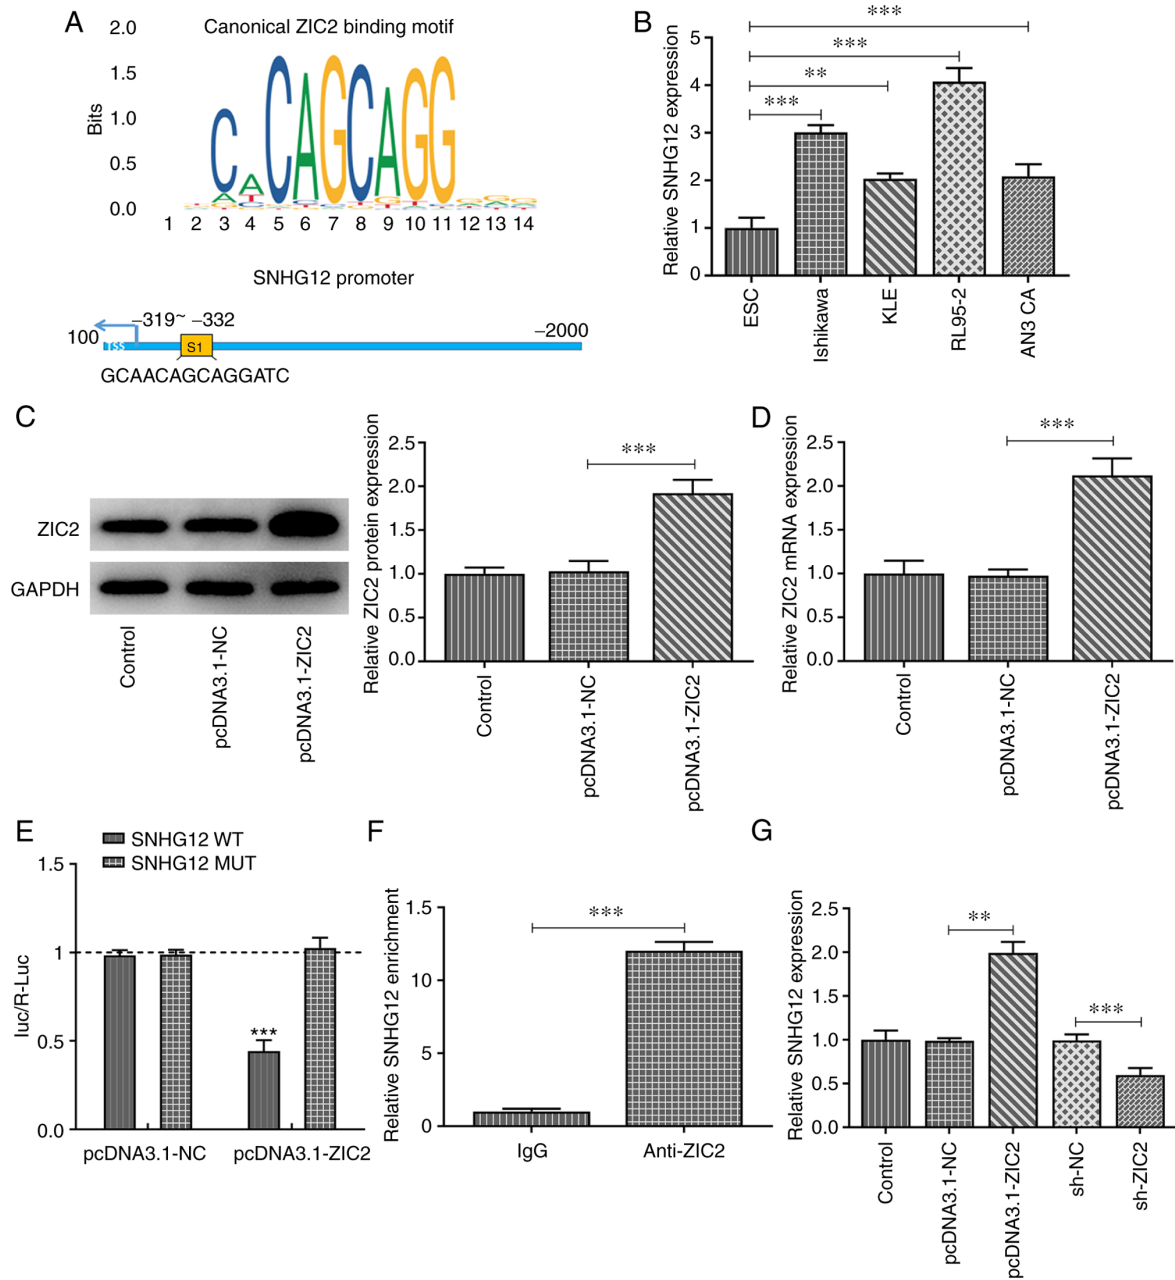 A
Canonical ZIC2 binding motif
Bits
2.0
1.5
1.0
0.5
0.0
CACAGCAGG
1 2 3 4 5 6 7 8 9 10 11 12 13 14
SNHG12 promoter
−319~ −332
100
TSS
S1
−2000
GCAACAGCAGGATC
B
Relative SNHG12 expression
5
4
3
2
1
0
***
***
**
***
ESC
Ishikawa
KLE
RL95-2
AN3 CA
C
ZIC2
GAPDH
Control
pcDNA3.1-NC
pcDNA3.1-ZIC2
Relative ZIC2 protein expression
2.5
2.0
1.5
1.0
0.5
0.0
***
Control
pcDNA3.1-NC
pcDNA3.1-ZIC2
D
Relative ZIC2 mRNA expression
2.5
2.0
1.5
1.0
0.5
0.0
***
Control
pcDNA3.1-NC
pcDNA3.1-ZIC2
E
SNHG12 WT
SNHG12 MUT
luc/R-Luc
1.5
1
0.5
0.0
***
pcDNA3.1-NC
pcDNA3.1-ZIC2
F
Relative SNHG12 enrichment
1.5
10
5
0
***
IgG
Anti-ZIC2
G
Relative SNHG12 expression
2.5
2.0
1.5
1.0
0.5
0.0
**
***
Control
pcDNA3.1-NC
pcDNA3.1-ZIC2
sh-NC
sh-ZIC2